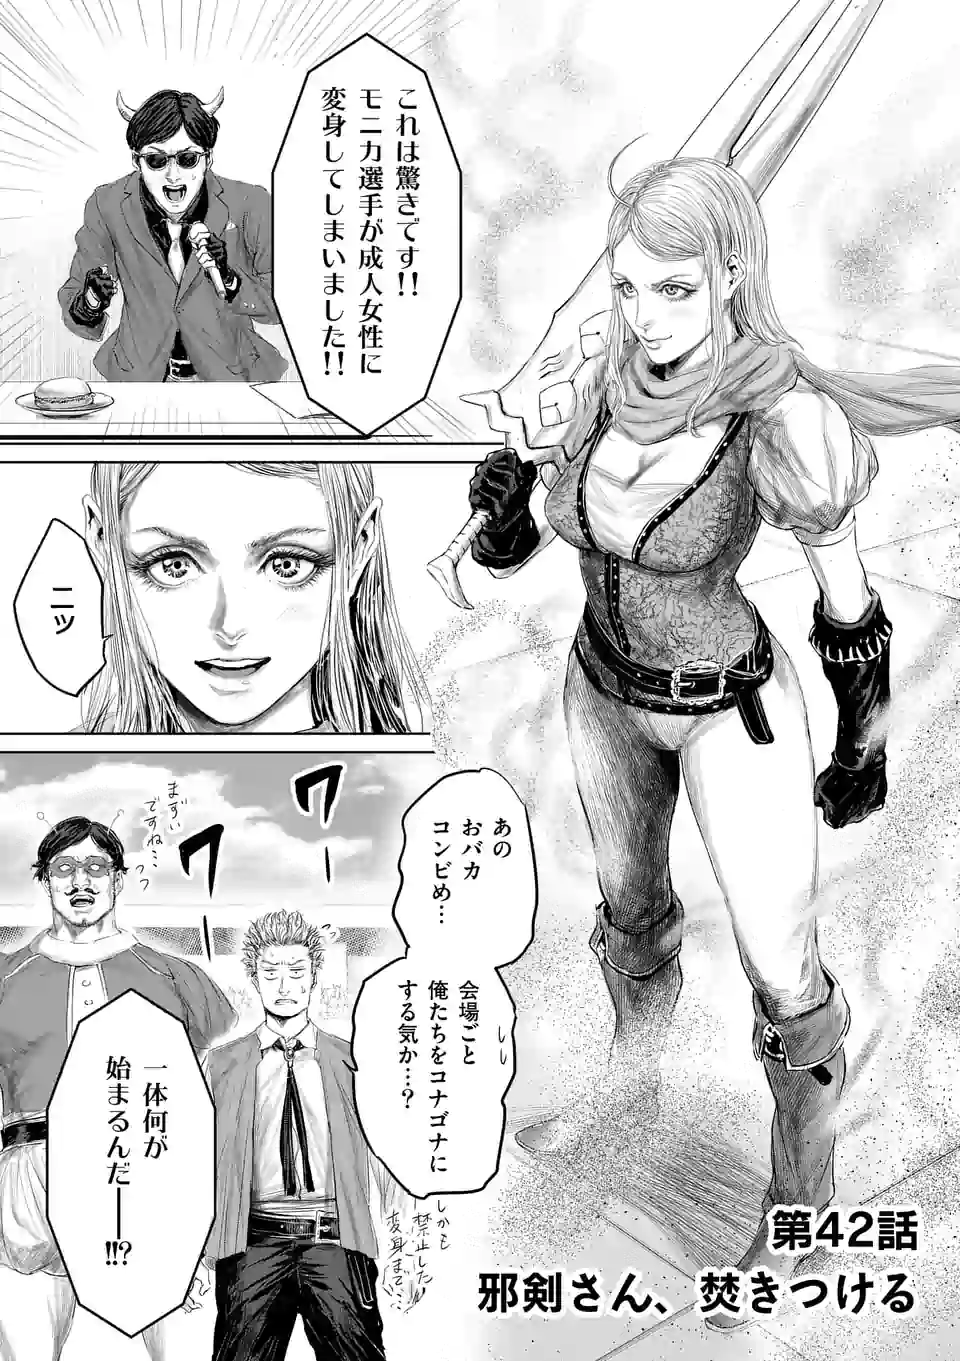 これは驚きです!!
モニカ選手が成人女性に
変身してしまいました!!
ニッ
あの
おバカ
コンビめ…
会場ごと
俺たちをコナゴナに
する気か…?
しかも
禁止した
変身まで…
ワ
ワ
まずい
ですね…
一体何が
始まるんだ――!!?
第42話
邪剣さん、焚きつける